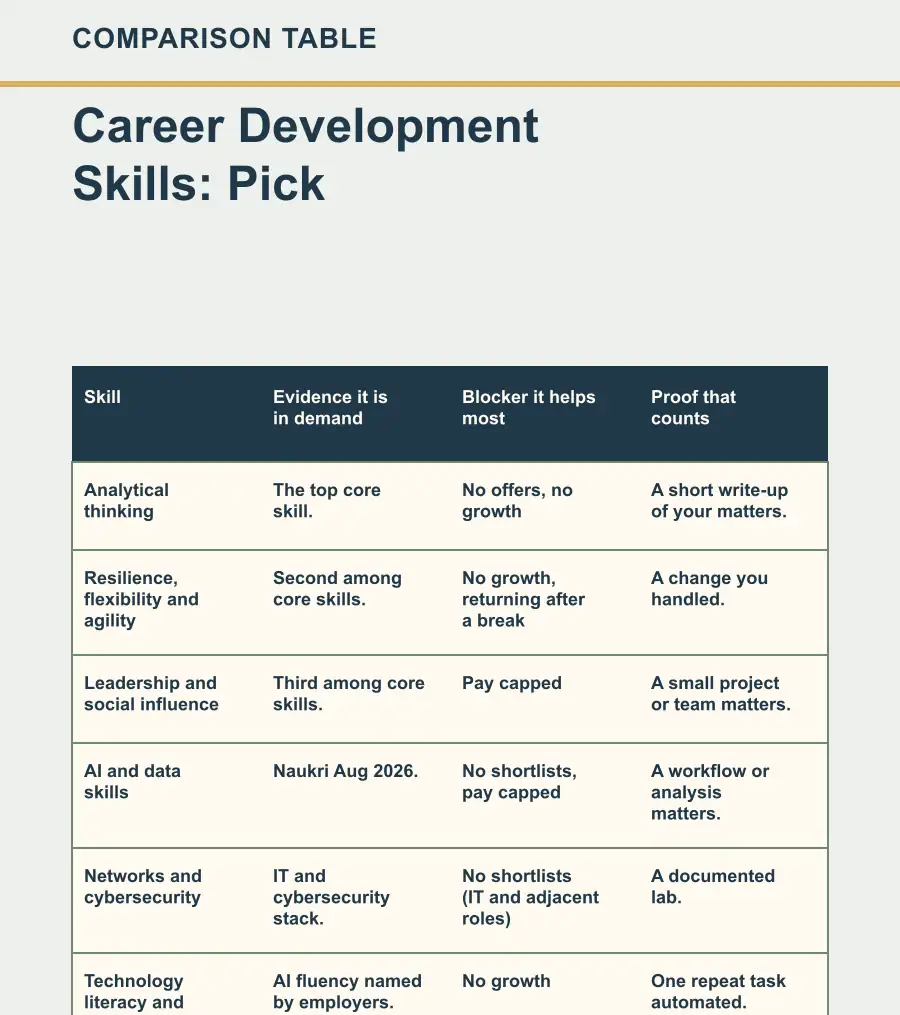 COMPARISON TABLE
Career Development
Skills: Pick
Skill
Evidence it is
in demand
Blocker it helps
most
Proof that
counts
Analytical
thinking
The top core
skill.
No offers, no
growth
A short write-up
of your matters.
Resilience,
flexibility and
agility
Second among
core skills.
No growth,
returning after
a break
A change you
handled.
Leadership and
social influence
Third among core
skills.
Pay capped
A small project
or team matters.
AI and data
skills
Naukri Aug 2026.
No shortlists,
pay capped
A workflow or
analysis
matters.
Networks and
cybersecurity
IT and
cybersecurity
stack.
No shortlists
(IT and adjacent
roles)
A documented
lab.
Technology
literacy and
AI fluency named
by employers.
No growth
One repeat task
automated.